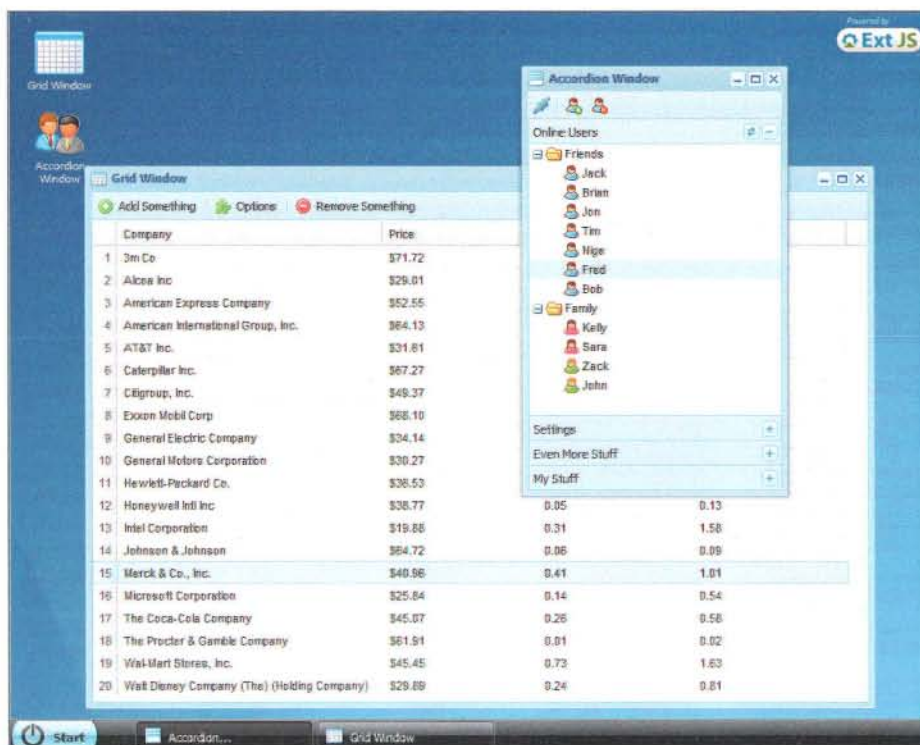 Powered by
Ext JS
Grid Window
Accordion
Window
Accordion Window
Online Users
Friends
Jack
Brian
Jon
Tim
Nige
Fred
Bob
Family
Kelly
Sara
Zack
John
Settings
Even More Stuff
My Stuff
Grid Window
Add Something Options Remove Something
Company Price
1 3m Co $71.72
2 Alcoa Inc $29.01
3 American Express Company $52.55
4 American International Group, Inc. $64.13
5 AT&T Inc. $31.61
6 Caterpillar Inc. $67.27
7 Citigroup, Inc. $49.37
8 Exxon Mobil Corp $68.10
9 General Electric Company $34.14
10 General Motors Corporation $30.27
11 Hewlett-Packard Co. $36.53
12 Honeywell Intl Inc $38.77 0.05 0.13
13 Intel Corporation $19.88 0.31 1.58
14 Johnson & Johnson $64.72 0.06 0.09
15 Merck & Co., Inc. $40.96 0.41 1.01
16 Microsoft Corporation $25.84 0.14 0.54
17 The Coca-Cola Company $45.07 0.26 0.58
18 The Procter & Gamble Company $61.91 0.01 0.02
19 Wal-Mart Stores, Inc. $45.45 0.73 1.63
20 Walt Disney Company (The) (Holding Company) $29.89 0.24 0.81
Start Accordion... Grid Window